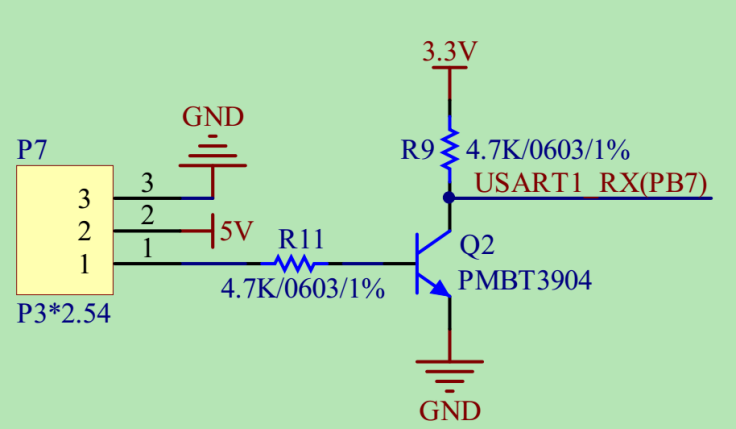 3.3V
GND
P7
R9 4.7K/0603/1%
3 3
USART1_RX(PB7)
2 2
5V
1 1
R11
Q2
4.7K/0603/1%
PMBT3904
P3*2.54
GND